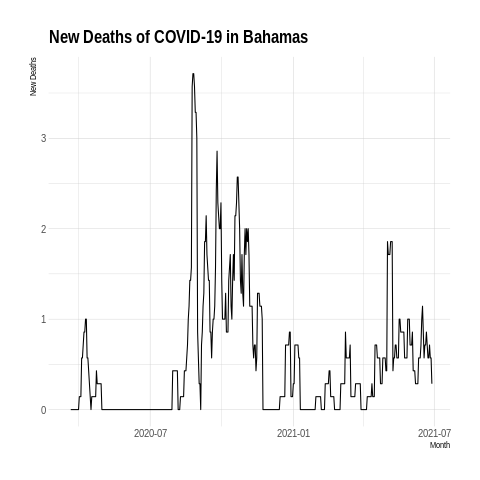 New Deaths of COVID-19 in Bahamas
New Deaths
3
2
1
0
2020-07
2021-01
2021-07
Month